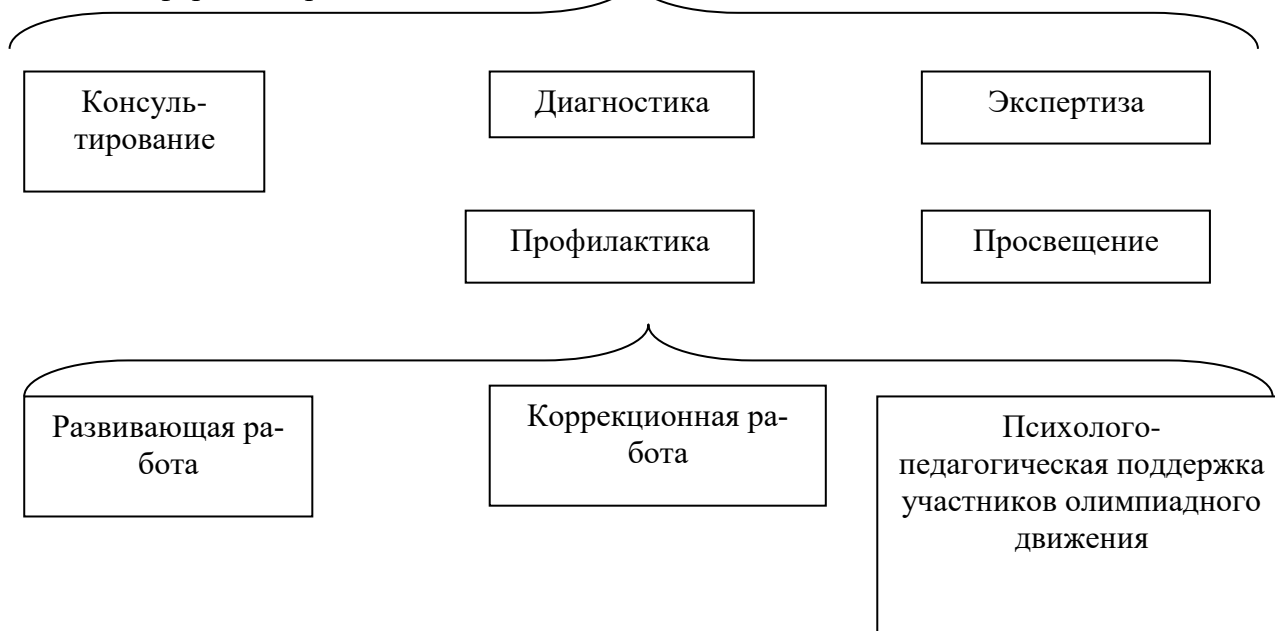 Консуль-
тирование
Диагностика
Экспертиза
Профилактика
Просвещение
Развивающая ра-
бота
Коррекционная ра-
бота
Психолого-
педагогическая поддержка
участников олимпиадного
движения